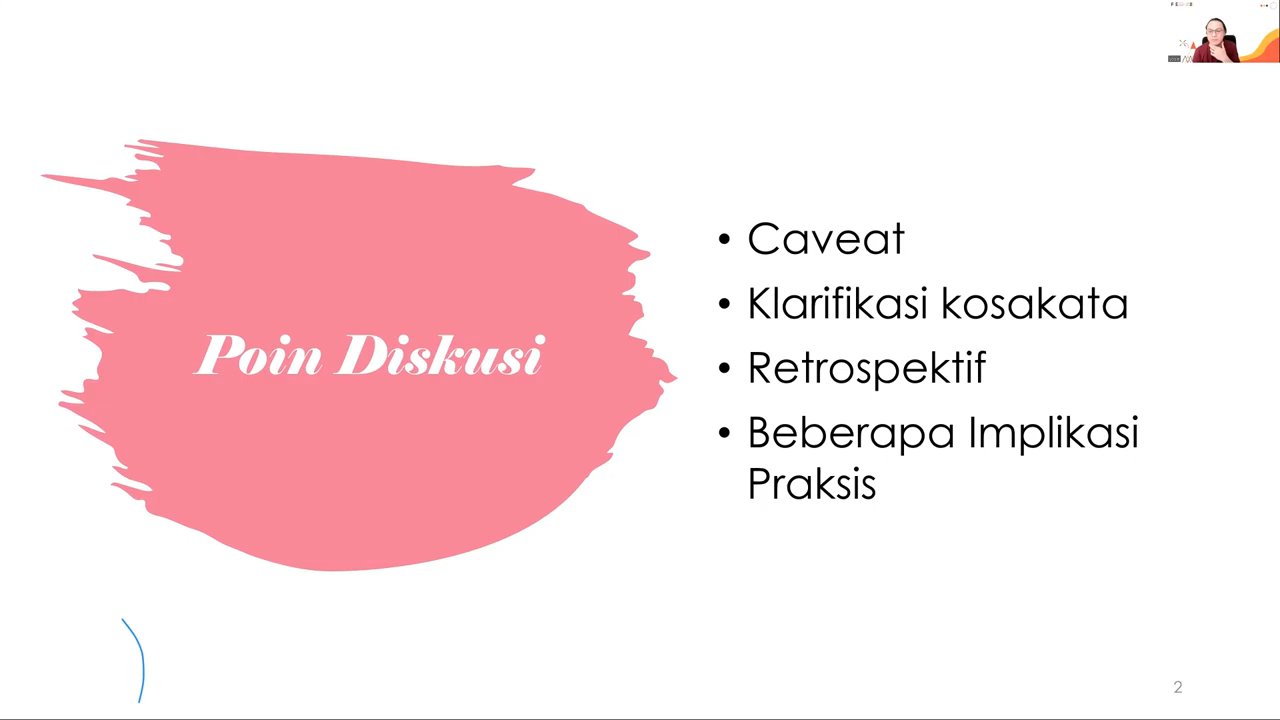 Poin Diskusi
• Caveat
• Klarifikasi kosakata
• Retrospektif
• Beberapa Implikasi
Praksis
2